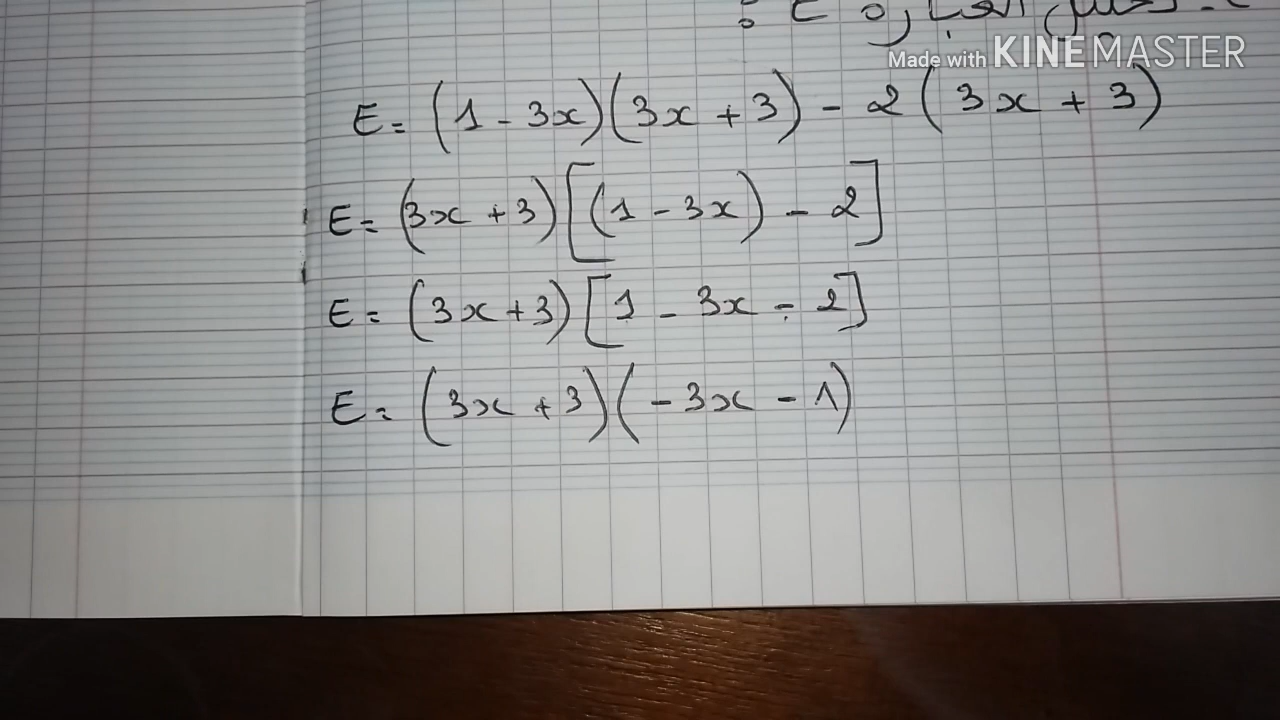 العبارة E :
Made with KINEMASTER
E = (1 - 3x)(3x + 3) - 2(3x + 3)
E = (3x + 3)[(1 - 3x) - 2]
E = (3x + 3)[1 - 3x - 2]
E = (3x + 3)(-3x - 1)